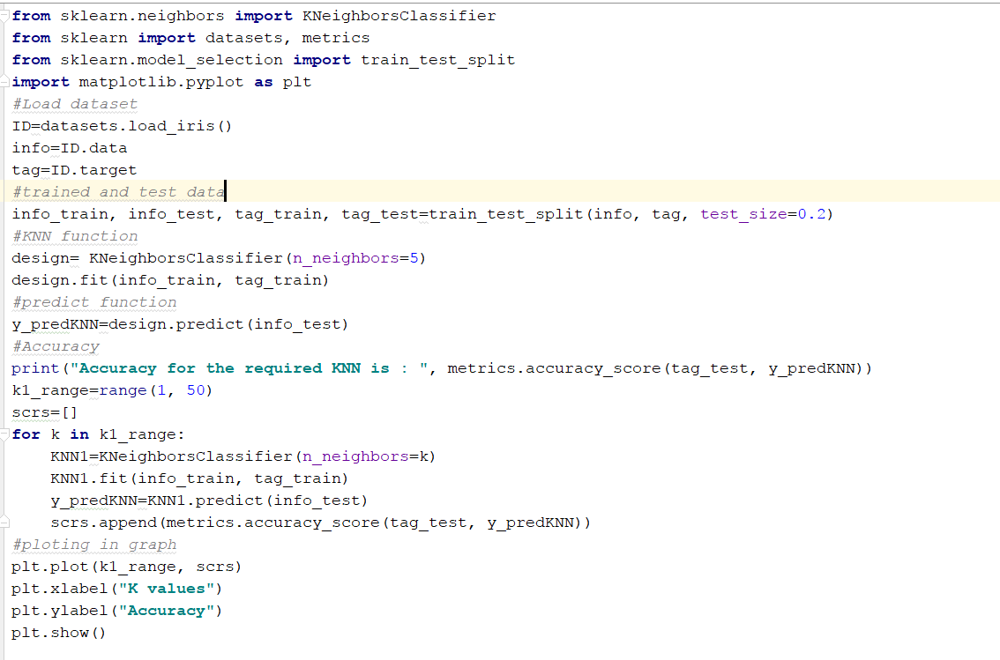 from sklearn.neighbors import KNeighborsClassifier
from sklearn import datasets, metrics
from sklearn.model_selection import train_test_split
import matplotlib.pyplot as plt
#Load dataset
ID=datasets.load_iris()
info=ID.data
tag=ID.target
#trained and test data
info_train, info_test, tag_train, tag_test=train_test_split(info, tag, test_size=0.2)
#KNN function
design= KNeighborsClassifier(n_neighbors=5)
design.fit(info_train, tag_train)
#predict function
y_predKNN=design.predict(info_test)
#Accuracy
print("Accuracy for the required KNN is : ", metrics.accuracy_score(tag_test, y_predKNN))
k1_range=range(1, 50)
scrs=[]
for k in k1_range:
    KNN1=KNeighborsClassifier(n_neighbors=k)
    KNN1.fit(info_train, tag_train)
    y_predKNN=KNN1.predict(info_test)
    scrs.append(metrics.accuracy_score(tag_test, y_predKNN))
#ploting in graph
plt.plot(k1_range, scrs)
plt.xlabel("K values")
plt.ylabel("Accuracy")
plt.show()